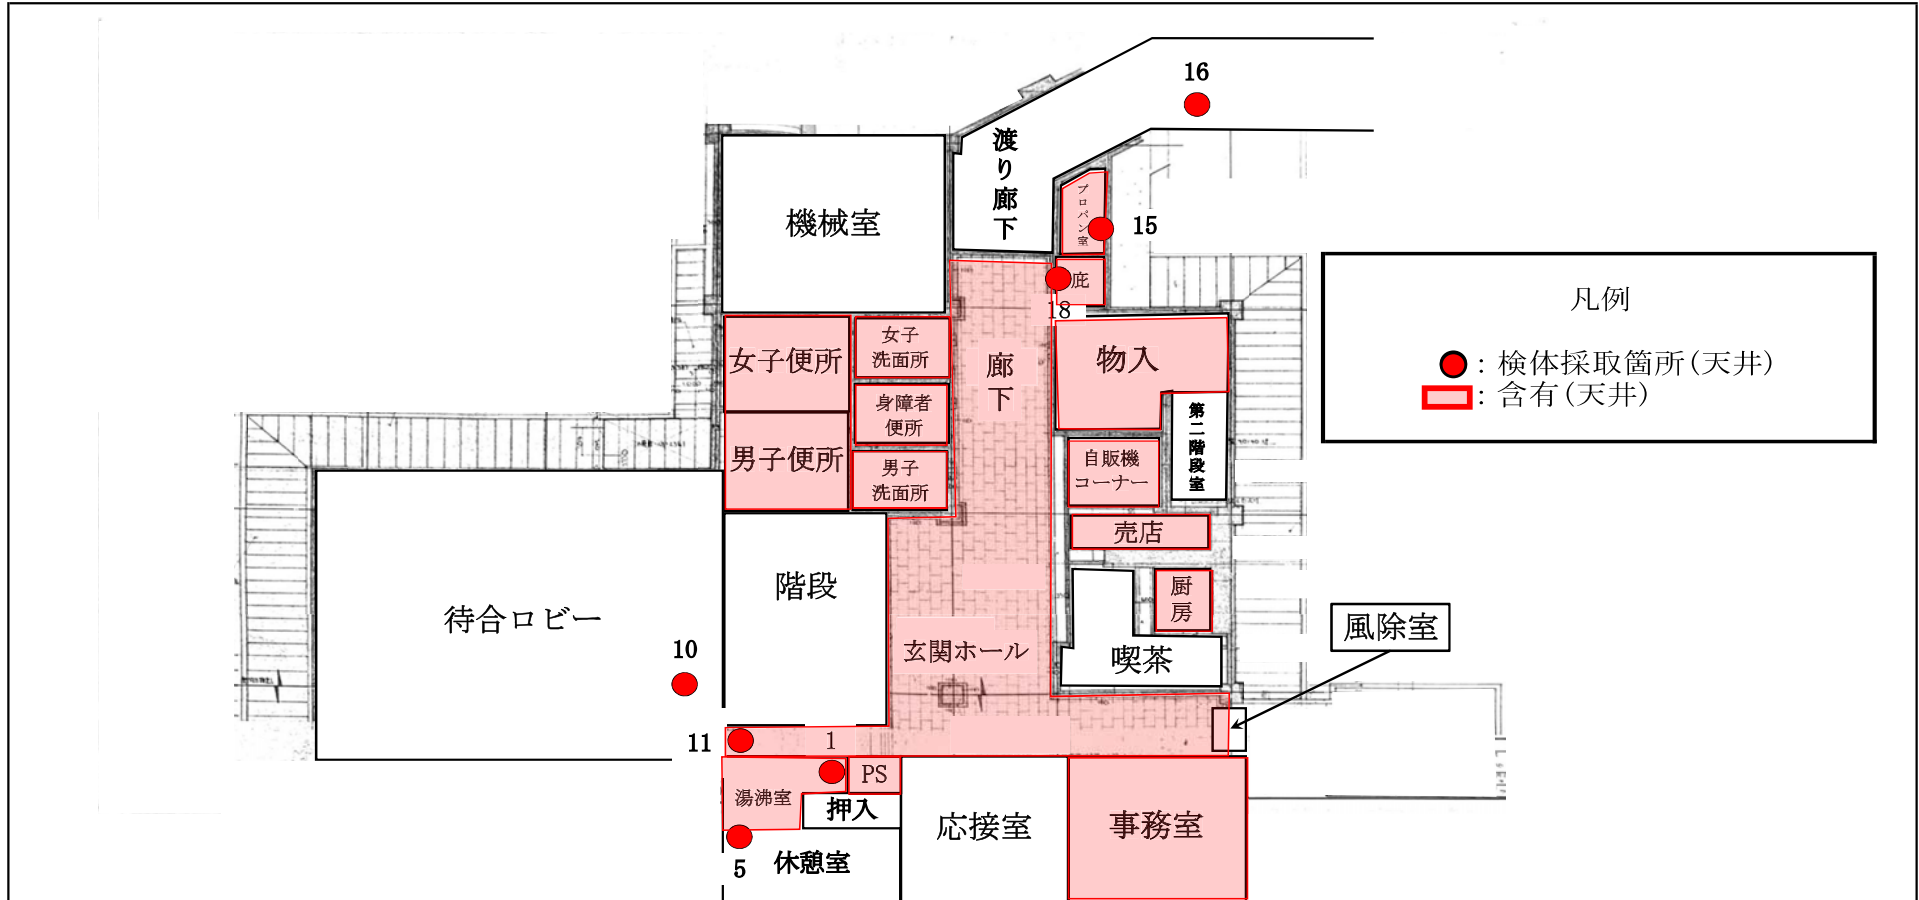 16
渡り廊下
プロパン室
15
機械室
庇
18
凡例
●：検体採取箇所(天井)
：含有(天井)
女子便所
女子
洗面所
廊下
物入
身障者
便所
第二階段室
男子便所
男子
洗面所
自販機
コーナー
売店
階段
厨房
待合ロビー
玄関ホール
喫茶
風除室
10
11
1
湯沸室
PS
押入
応接室
事務室
5
休憩室